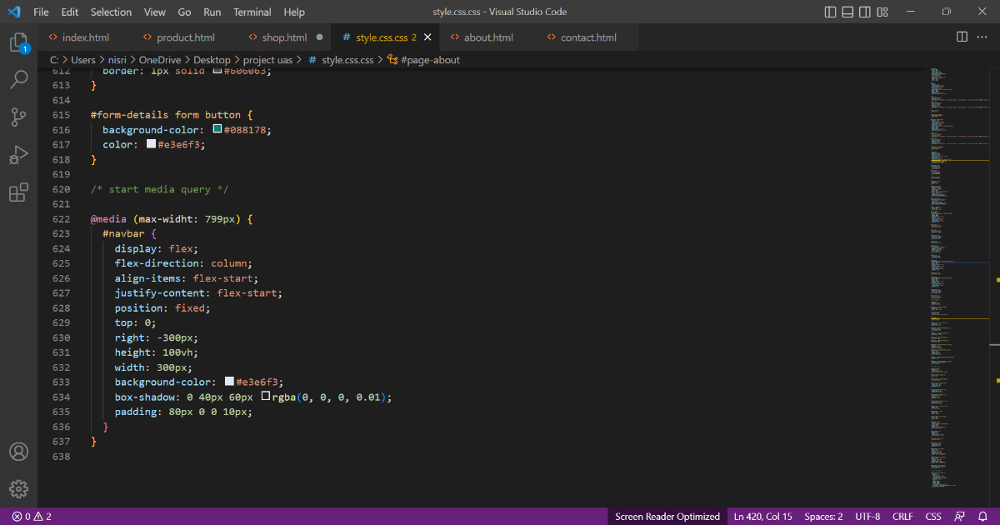 File Edit Selection View Go Run Terminal Help style.css.css - Visual Studio Code
index.html product.html shop.html # style.css.css 2 about.html contact.html
1
C: > Users > nisri > OneDrive > Desktop > project uas > # style.css.css > #page-about
612 border: 1px solid #606063;
613 }
614
615 #form-details form button {
616 background-color: #088178;
617 color: #e3e6f3;
618 }
619
620 /* start media query */
621
622 @media (max-widht: 799px) {
623 #navbar {
624 display: flex;
625 flex-direction: column;
626 align-items: flex-start;
627 justify-content: flex-start;
628 position: fixed;
629 top: 0;
630 right: -300px;
631 height: 100vh;
632 width: 300px;
633 background-color: #e3e6f3;
634 box-shadow: 0 40px 60px rgba(0, 0, 0, 0.01);
635 padding: 80px 0 0 10px;
636 }
637 }
638
0 2 Screen Reader Optimized Ln 420, Col 15 Spaces: 2 UTF-8 CRLF CSS